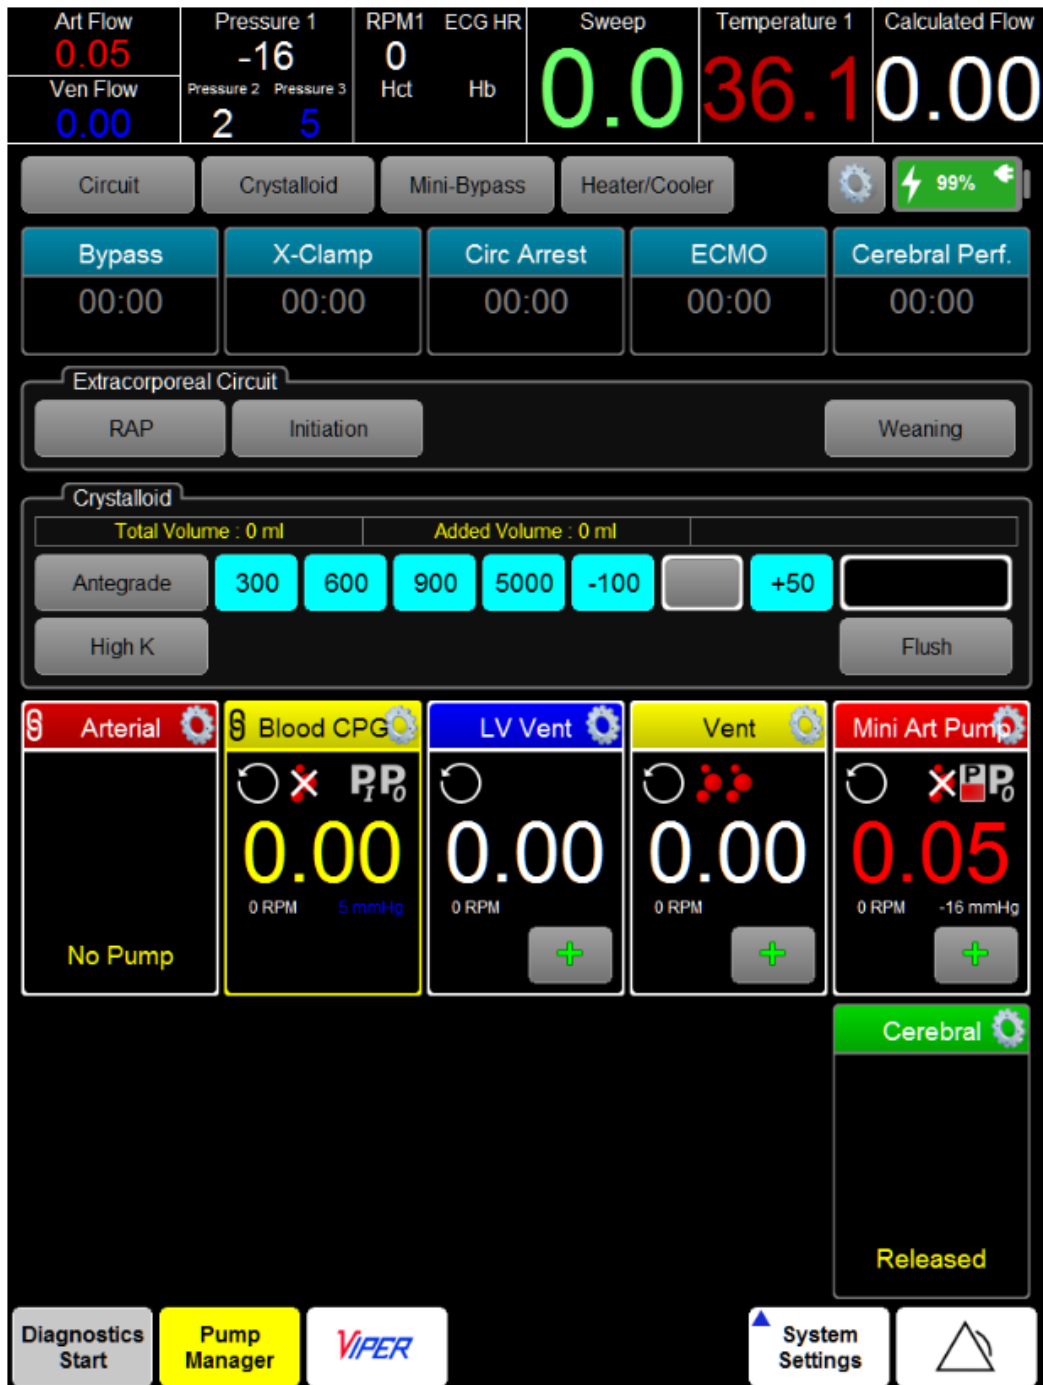 Art Flow
0.05
Ven Flow
0.00
Pressure 1
-16
Pressure 2 Pressure 3
2 5
RPM1 ECG HR
0
Hct Hb
Sweep
0.0
Temperature 1
36.1
Calculated Flow
0.00
Circuit Crystalloid Mini-Bypass Heater/Cooler 99%
Bypass X-Clamp Circ Arrest ECMO Cerebral Perf.
00:00 00:00 00:00 00:00 00:00
Extracorporeal Circuit
RAP Initiation Weaning
Crystalloid
Total Volume : 0 ml Added Volume : 0 ml
Antegrade 300 600 900 5000 -100 +50
High K Flush
Arterial
No Pump
Blood CPG
PI Po
0.00
0 RPM 5 mmHg
LV Vent
0.00
0 RPM
+
Vent
0.00
0 RPM
+
Mini Art Pump
P Po
0.05
0 RPM -16 mmHg
+
Cerebral
Released
Diagnostics
Start
Pump
Manager
VIPER
System
Settings